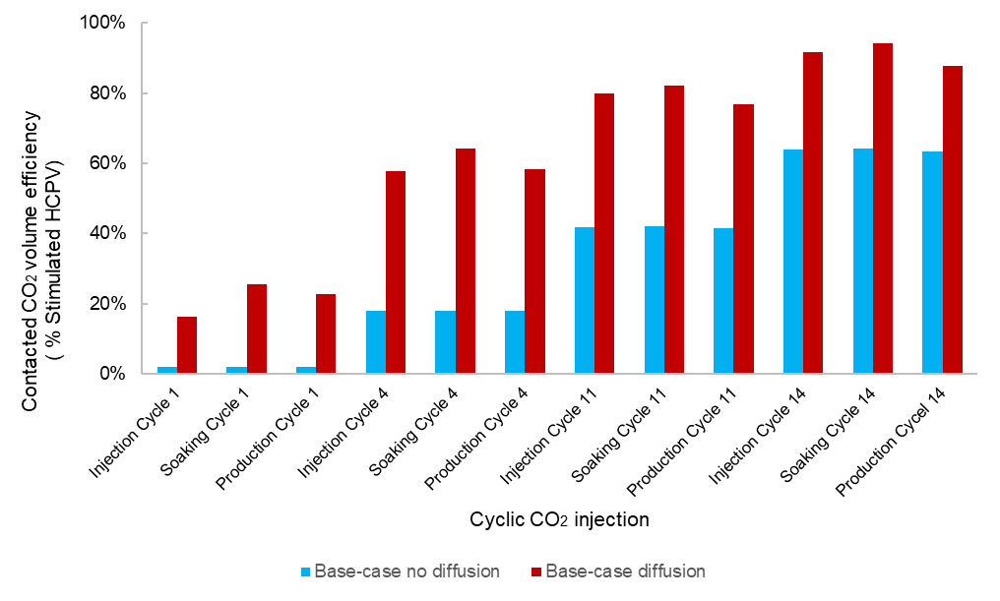 100%
80%
60%
40%
20%
0%
Contacted CO2 volume efficiency
( % Stimulated HCPV)
Injection Cycle 1
Soaking Cycle 1
Production Cycle 1
Injection Cycle 4
Soaking Cycle 4
Production Cycle 4
Injection Cycle 11
Soaking Cycle 11
Production Cycle 11
Injection Cycle 14
Soaking Cycle 14
Production Cycel 14
Cyclic CO2 injection
Base-case no diffusion Base-case diffusion